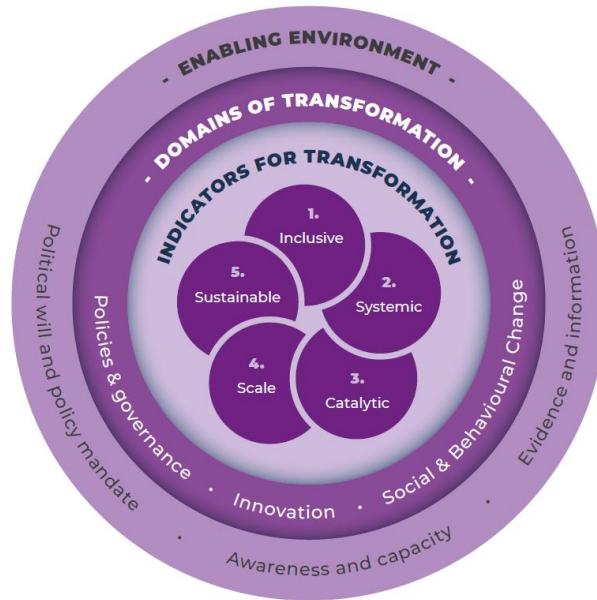 - ENABLING ENVIRONMENT -
- DOMAINS OF TRANSFORMATION -
INDICATORS FOR TRANSFORMATION
1.
Inclusive
2.
Systemic
3.
Catalytic
4.
Scale
5.
Sustainable
Policies & governance · Innovation · Social & Behavioural Change
Political will and policy mandate · Awareness and capacity · Evidence and information